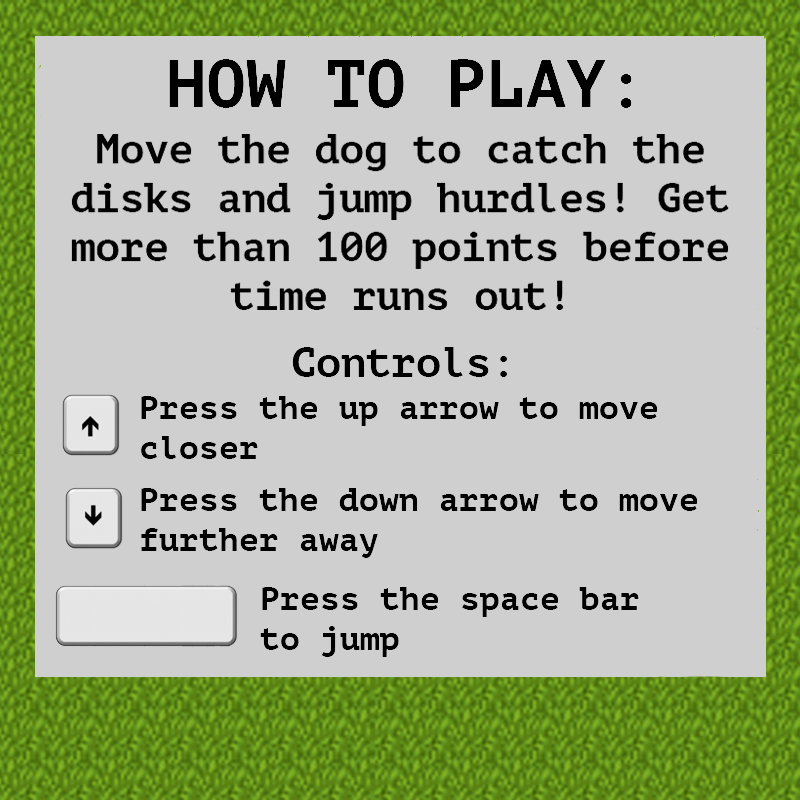 HOW TO PLAY:
Move the dog to catch the
disks and jump hurdles! Get
more than 100 points before
time runs out!
Controls:
↑ Press the up arrow to move
closer
↓ Press the down arrow to move
further away
Press the space bar
to jump